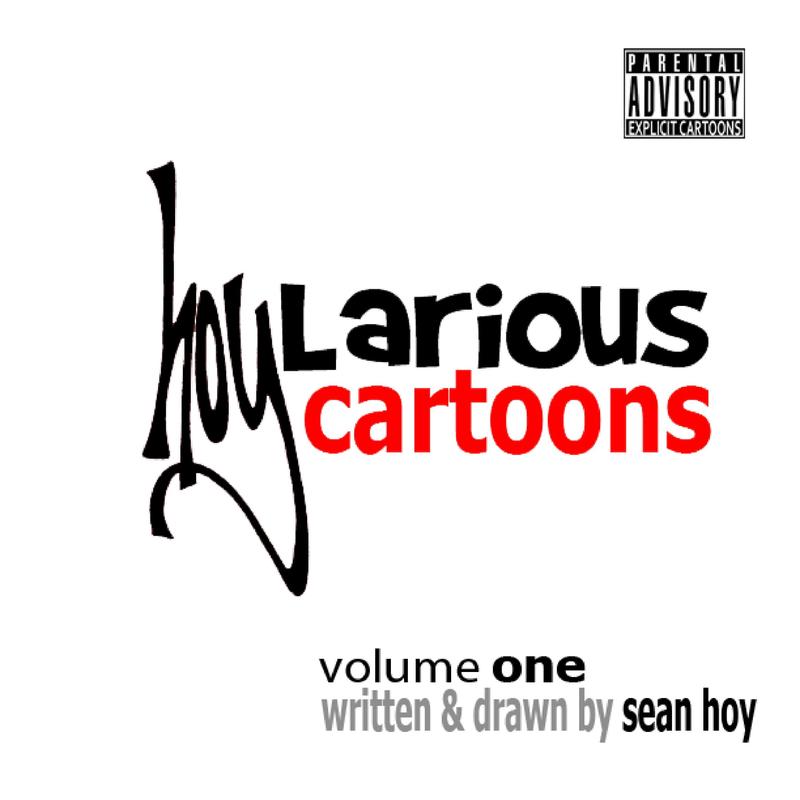 PARENTAL
ADVISORY
EXPLICIT CARTOONS
hoyLarious
cartoons
volume one
written & drawn by sean hoy